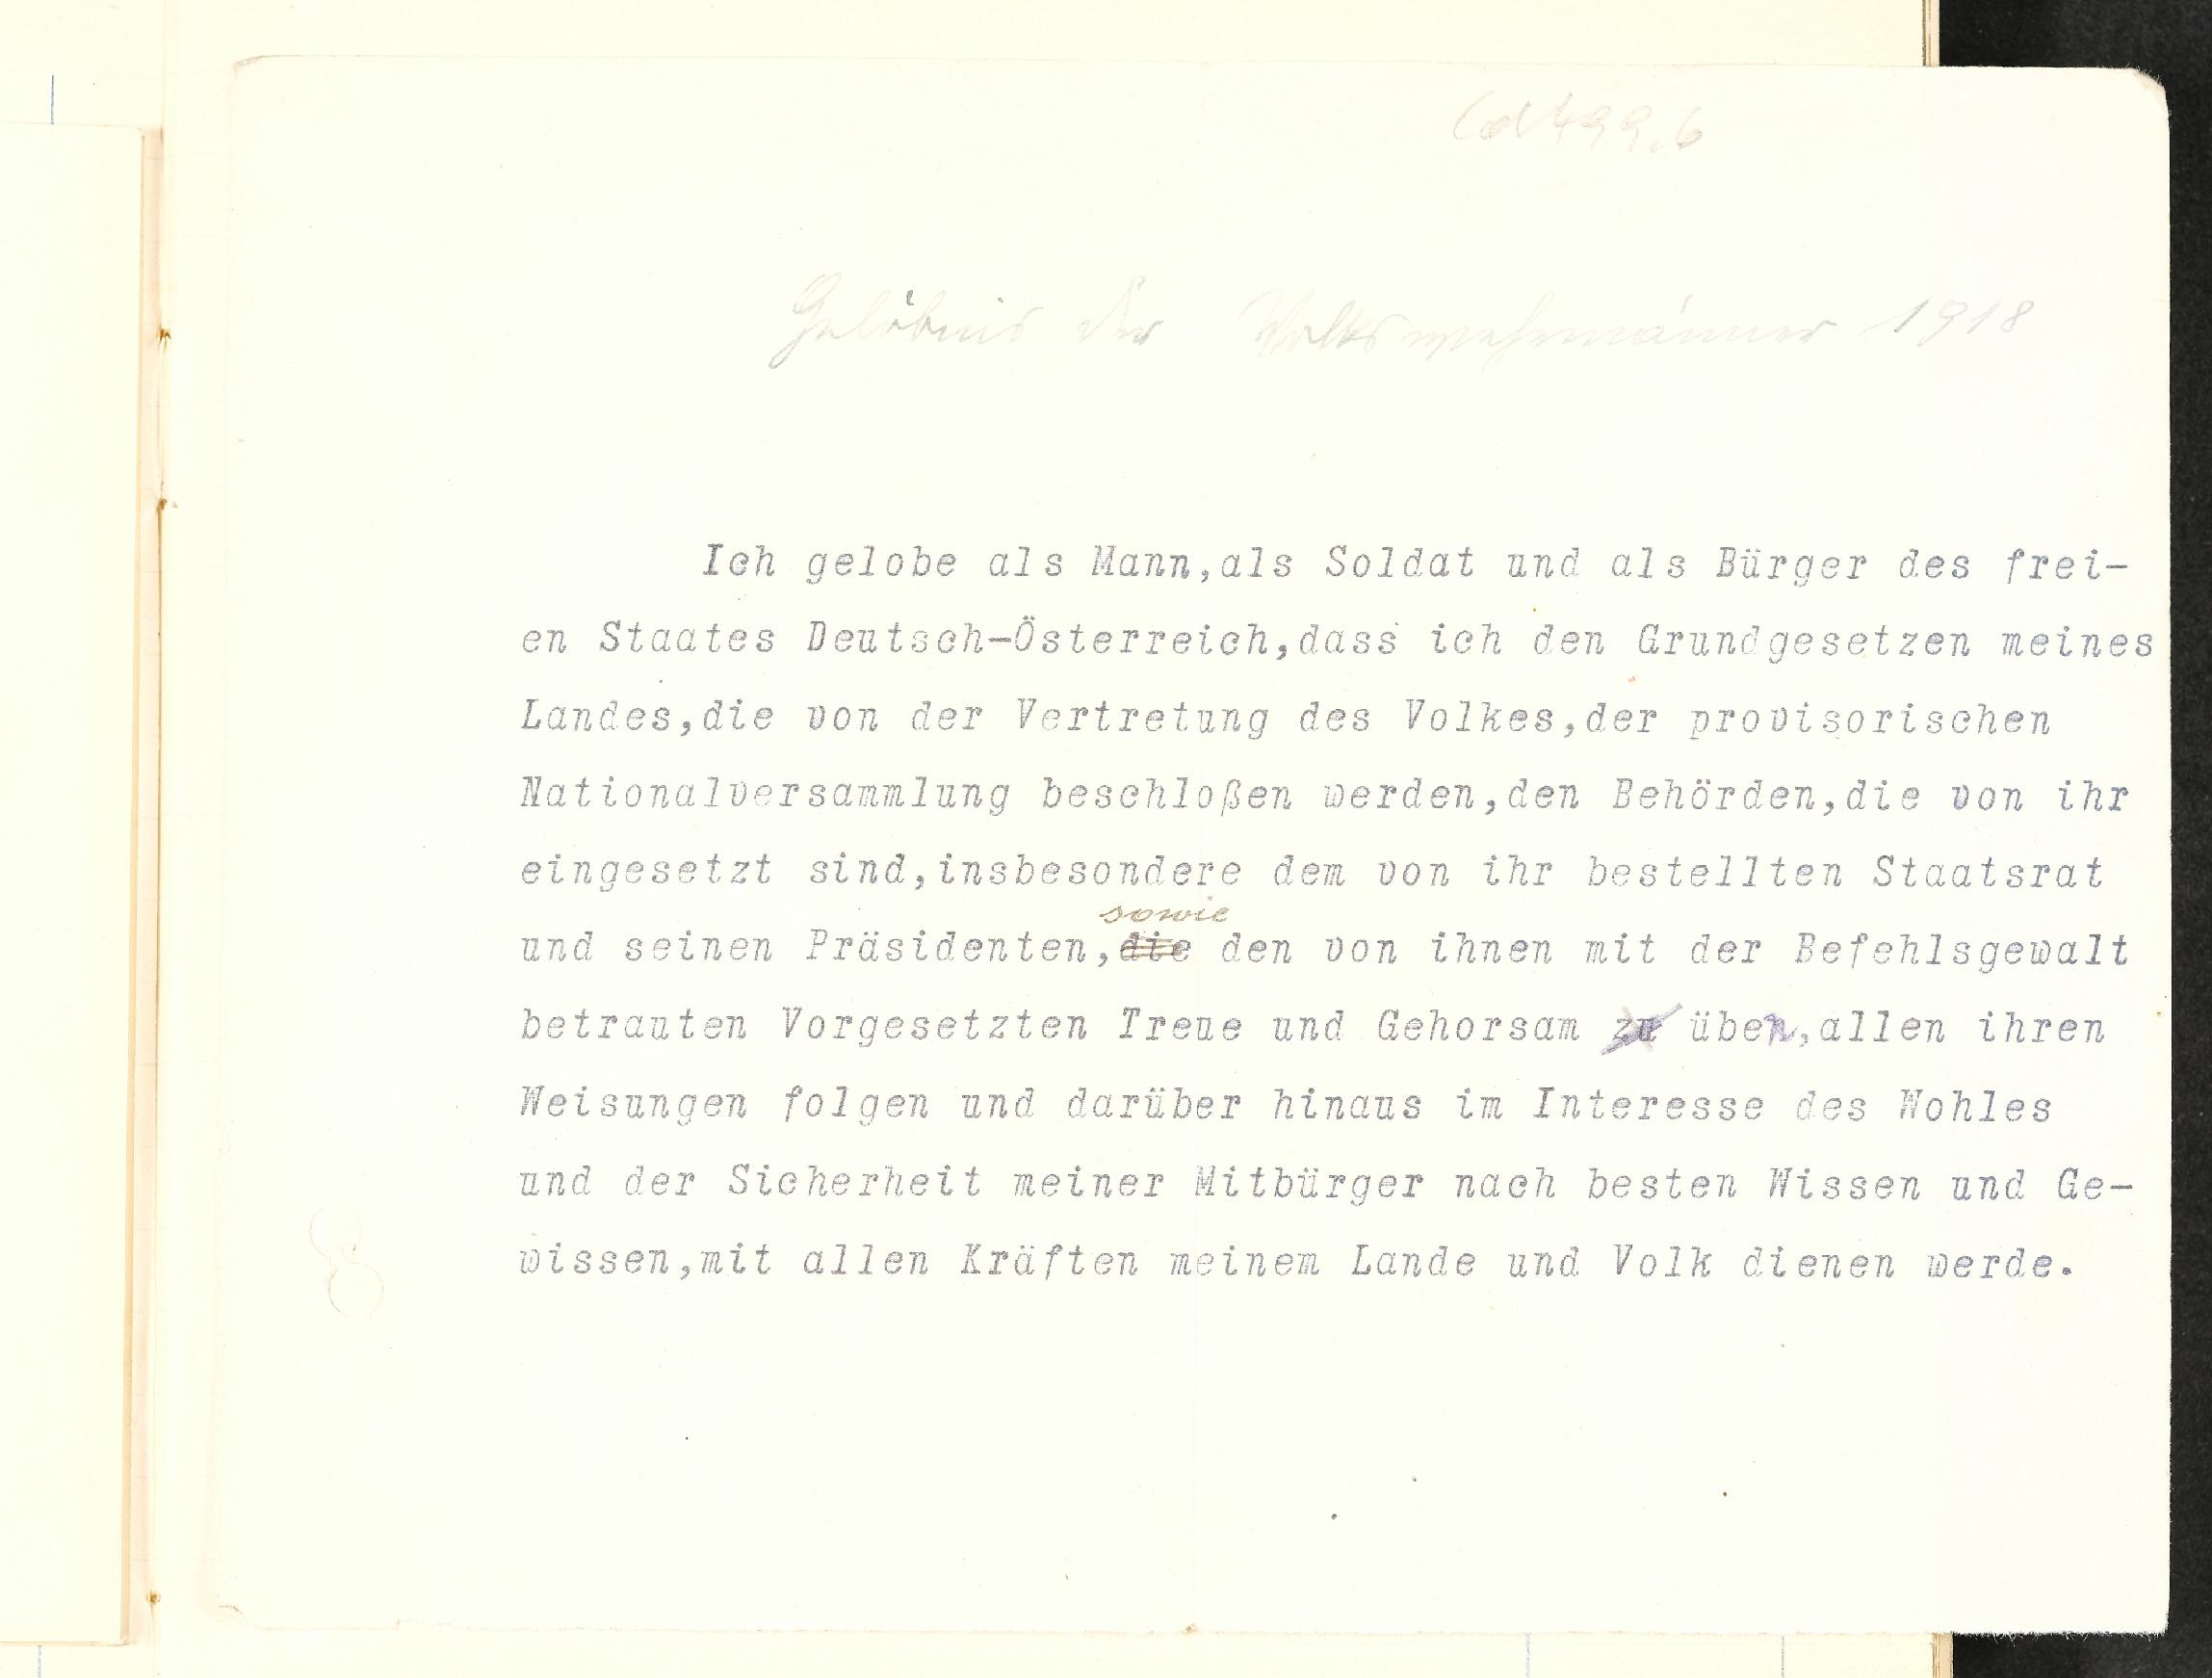 Cd 499.6
Gelöbnis der Volkswehrmänner 1918
Ich gelobe als Mann,als Soldat und als Bürger des frei-
en Staates Deutsch-Österreich,dass ich den Grundgesetzen meines
Landes,die von der Vertretung des Volkes,der provisorischen
Nationalversammlung beschloßen werden,den Behörden,die von ihr
eingesetzt sind,insbesondere dem von ihr bestellten Staatsrat
sowie
und seinen Präsidenten,die den von ihnen mit der Befehlsgewalt
betrauten Vorgesetzten Treue und Gehorsam zu üben,allen ihren
Weisungen folgen und darüber hinaus im Interesse des Wohles
und der Sicherheit meiner Mitbürger nach besten Wissen und Ge-
wissen,mit allen Kräften meinem Lande und Volk dienen werde.